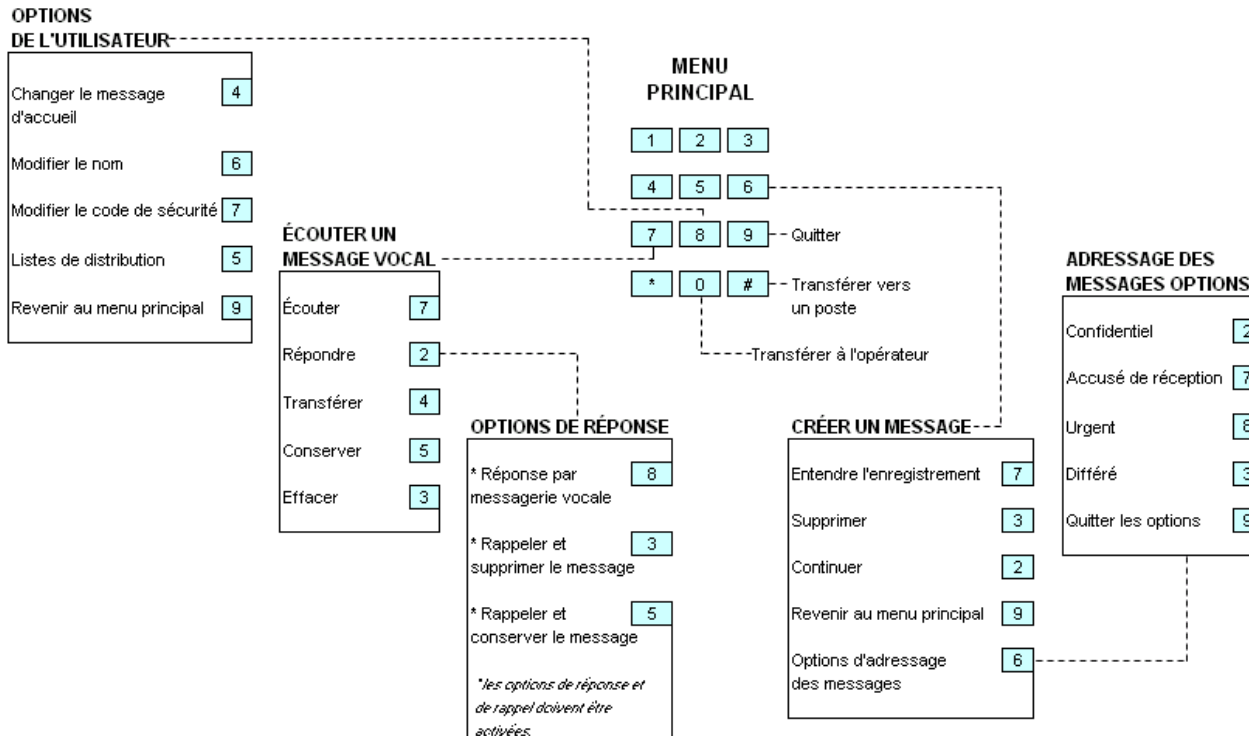 OPTIONS
DE L'UTILISATEUR
Changer le message 4
d'accueil
Modifier le nom 6
Modifier le code de sécurité 7
Listes de distribution 5
Revenir au menu principal 9
MENU
PRINCIPAL
1 2 3
4 5 6
7 8 9 Quitter
* 0 # Transférer vers
un poste
Transférer à l'opérateur
ÉCOUTER UN
MESSAGE VOCAL
Écouter 7
Répondre 2
Transférer 4
Conserver 5
Effacer 3
OPTIONS DE RÉPONSE
* Réponse par 8
messagerie vocale
* Rappeler et 3
supprimer le message
* Rappeler et 5
conserver le message
*les options de réponse et
de rappel doivent être
activées.
CRÉER UN MESSAGE
Entendre l'enregistrement 7
Supprimer 3
Continuer 2
Revenir au menu principal 9
Options d'adressage 6
des messages
ADRESSAGE DES
MESSAGES OPTIONS
Confidentiel 2
Accusé de réception 7
Urgent 8
Différé 3
Quitter les options 9